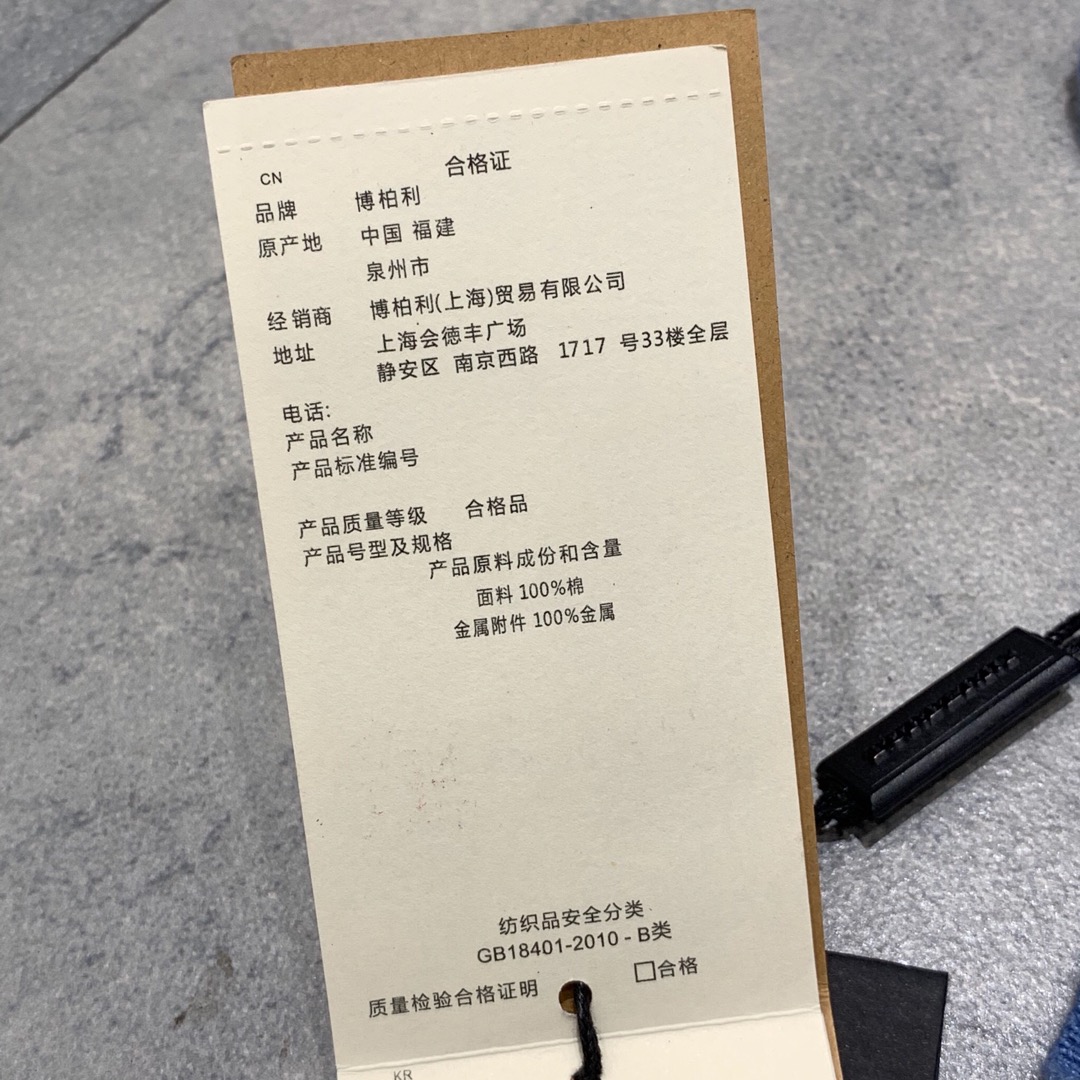 CN 合格证
品牌 博柏利
原产地 中国 福建
泉州市
经销商 博柏利(上海)贸易有限公司
地址 上海会德丰广场
静安区 南京西路 1717 号33楼全层
电话:
产品名称
产品标准编号
产品质量等级 合格品
产品号型及规格
产品原料成份和含量
面料 100%棉
金属附件 100%金属
纺织品安全分类
GB18401-2010 - B类
质量检验合格证明 □合格
KR